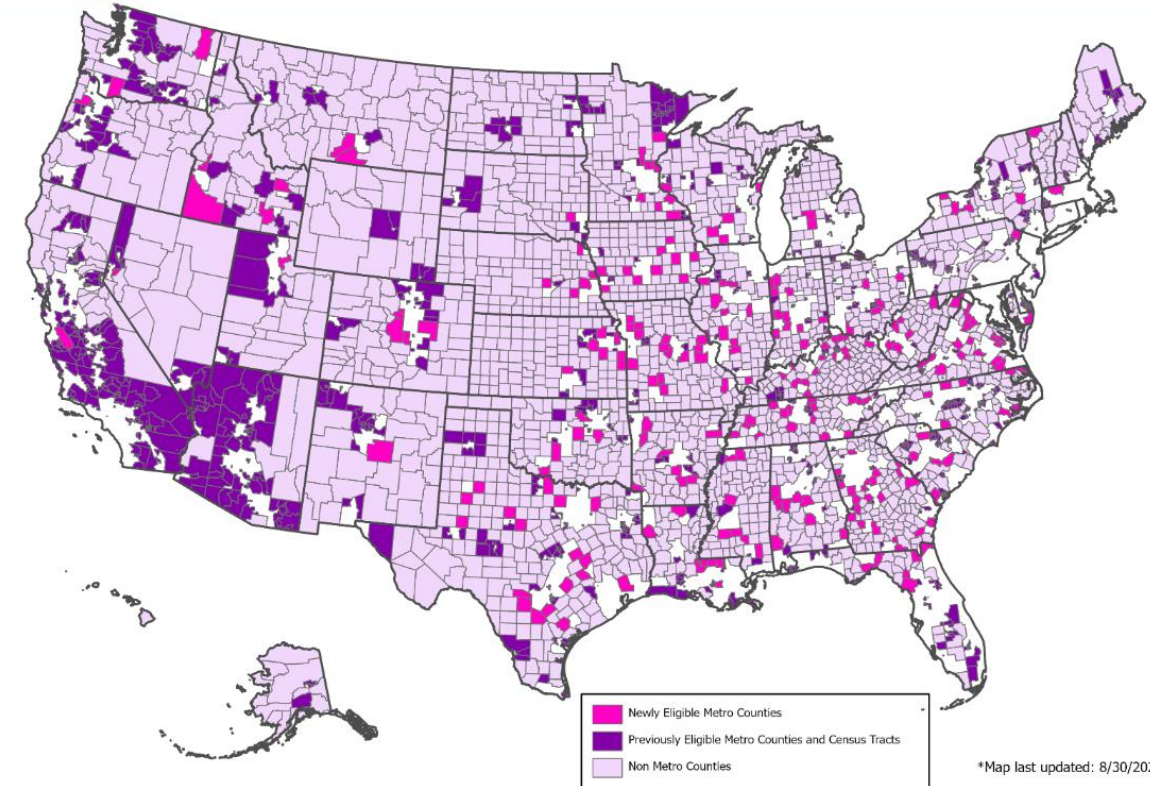 Newly Eligible Metro Counties
Previously Eligible Metro Counties and Census Tracts
Non Metro Counties
*Map last updated: 8/30/202